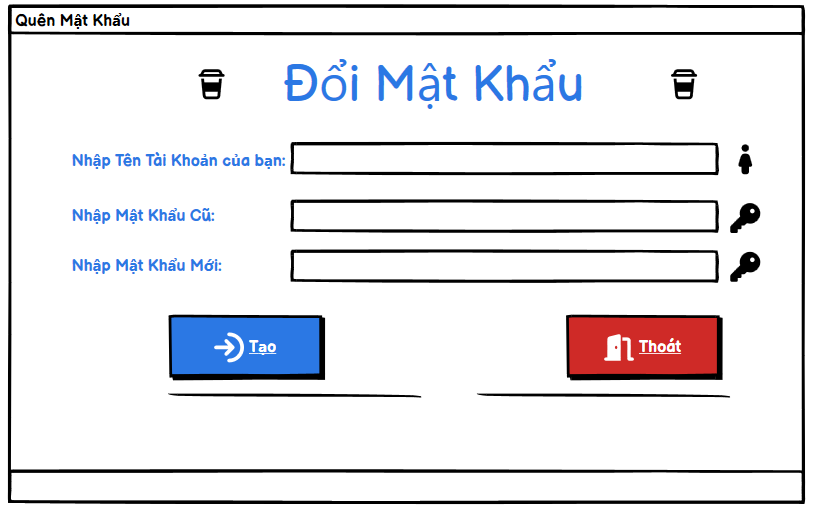 Quên Mật Khẩu
Đổi Mật Khẩu
Nhập Tên Tài Khoản của bạn:
Nhập Mật Khẩu Cũ:
Nhập Mật Khẩu Mới:
Tạo
Thoát